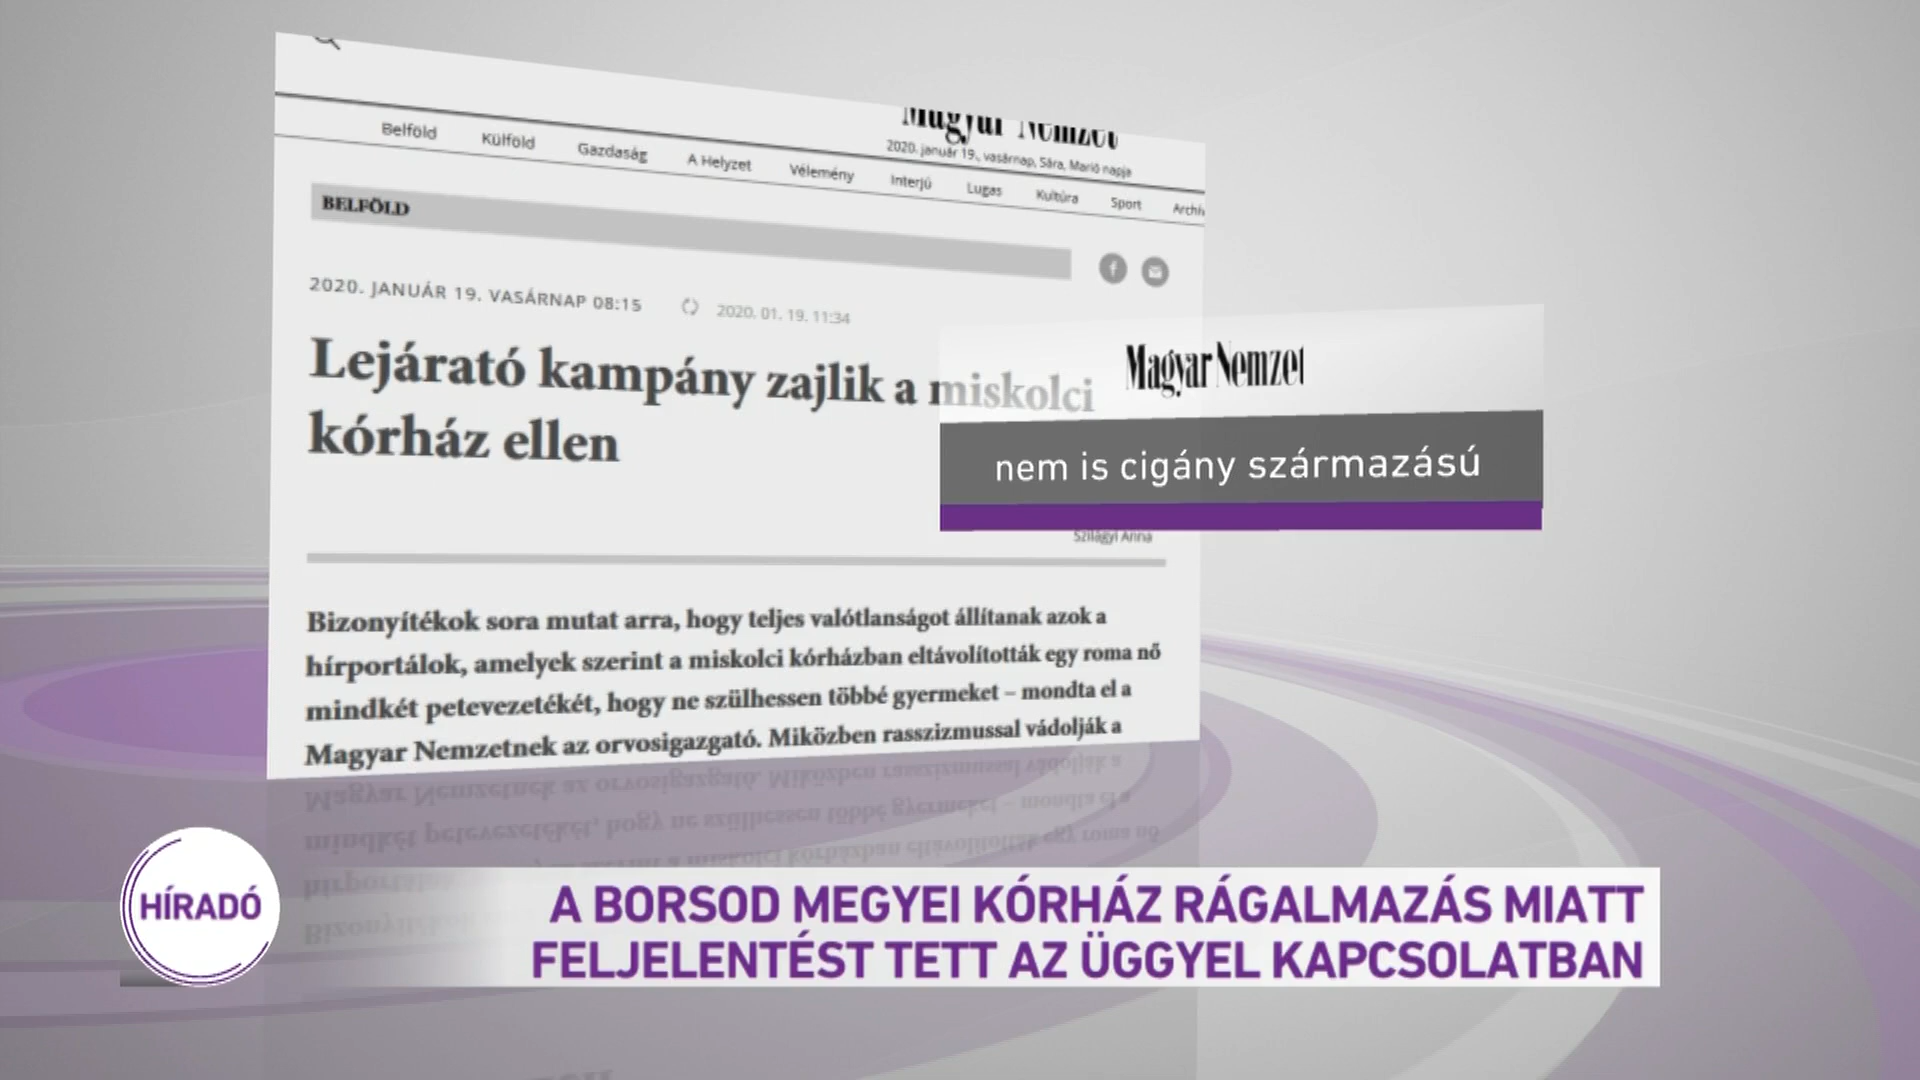 Magyar Nemzet
2020. január 19., vasárnap, Sára, Márió napja
Belföld Külföld Gazdaság A Helyzet Vélemény Interjú Lugas Kultúra Sport Archív
BELFÖLD
2020. JANUÁR 19. VASÁRNAP 08:15 2020. 01. 19. 11:34
Lejárató kampány zajlik a miskolci
kórház ellen
Magyar Nemzet
nem is cigány származású
Szilágyi Anna
Bizonyítékok sora mutat arra, hogy teljes valótlanságot állítanak azok a
hírportálok, amelyek szerint a miskolci kórházban eltávolították egy roma nő
mindkét petevezetékét, hogy ne szülhessen többé gyermeket – mondta el a
Magyar Nemzetnek az orvosigazgató. Miközben rasszizmussal vádolják a
HÍRADÓ
A BORSOD MEGYEI KÓRHÁZ RÁGALMAZÁS MIATT
FELJELENTÉST TETT AZ ÜGGYEL KAPCSOLATBAN